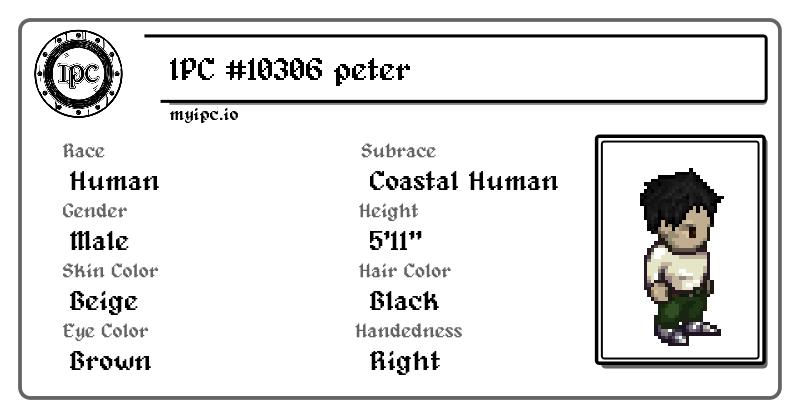 IPC
IPC #10306 peter
myipc.io
Race
Human
Subrace
Coastal Human
Gender
Male
Height
5'11"
Skin Color
Beige
Hair Color
Black
Eye Color
Brown
Handedness
Right